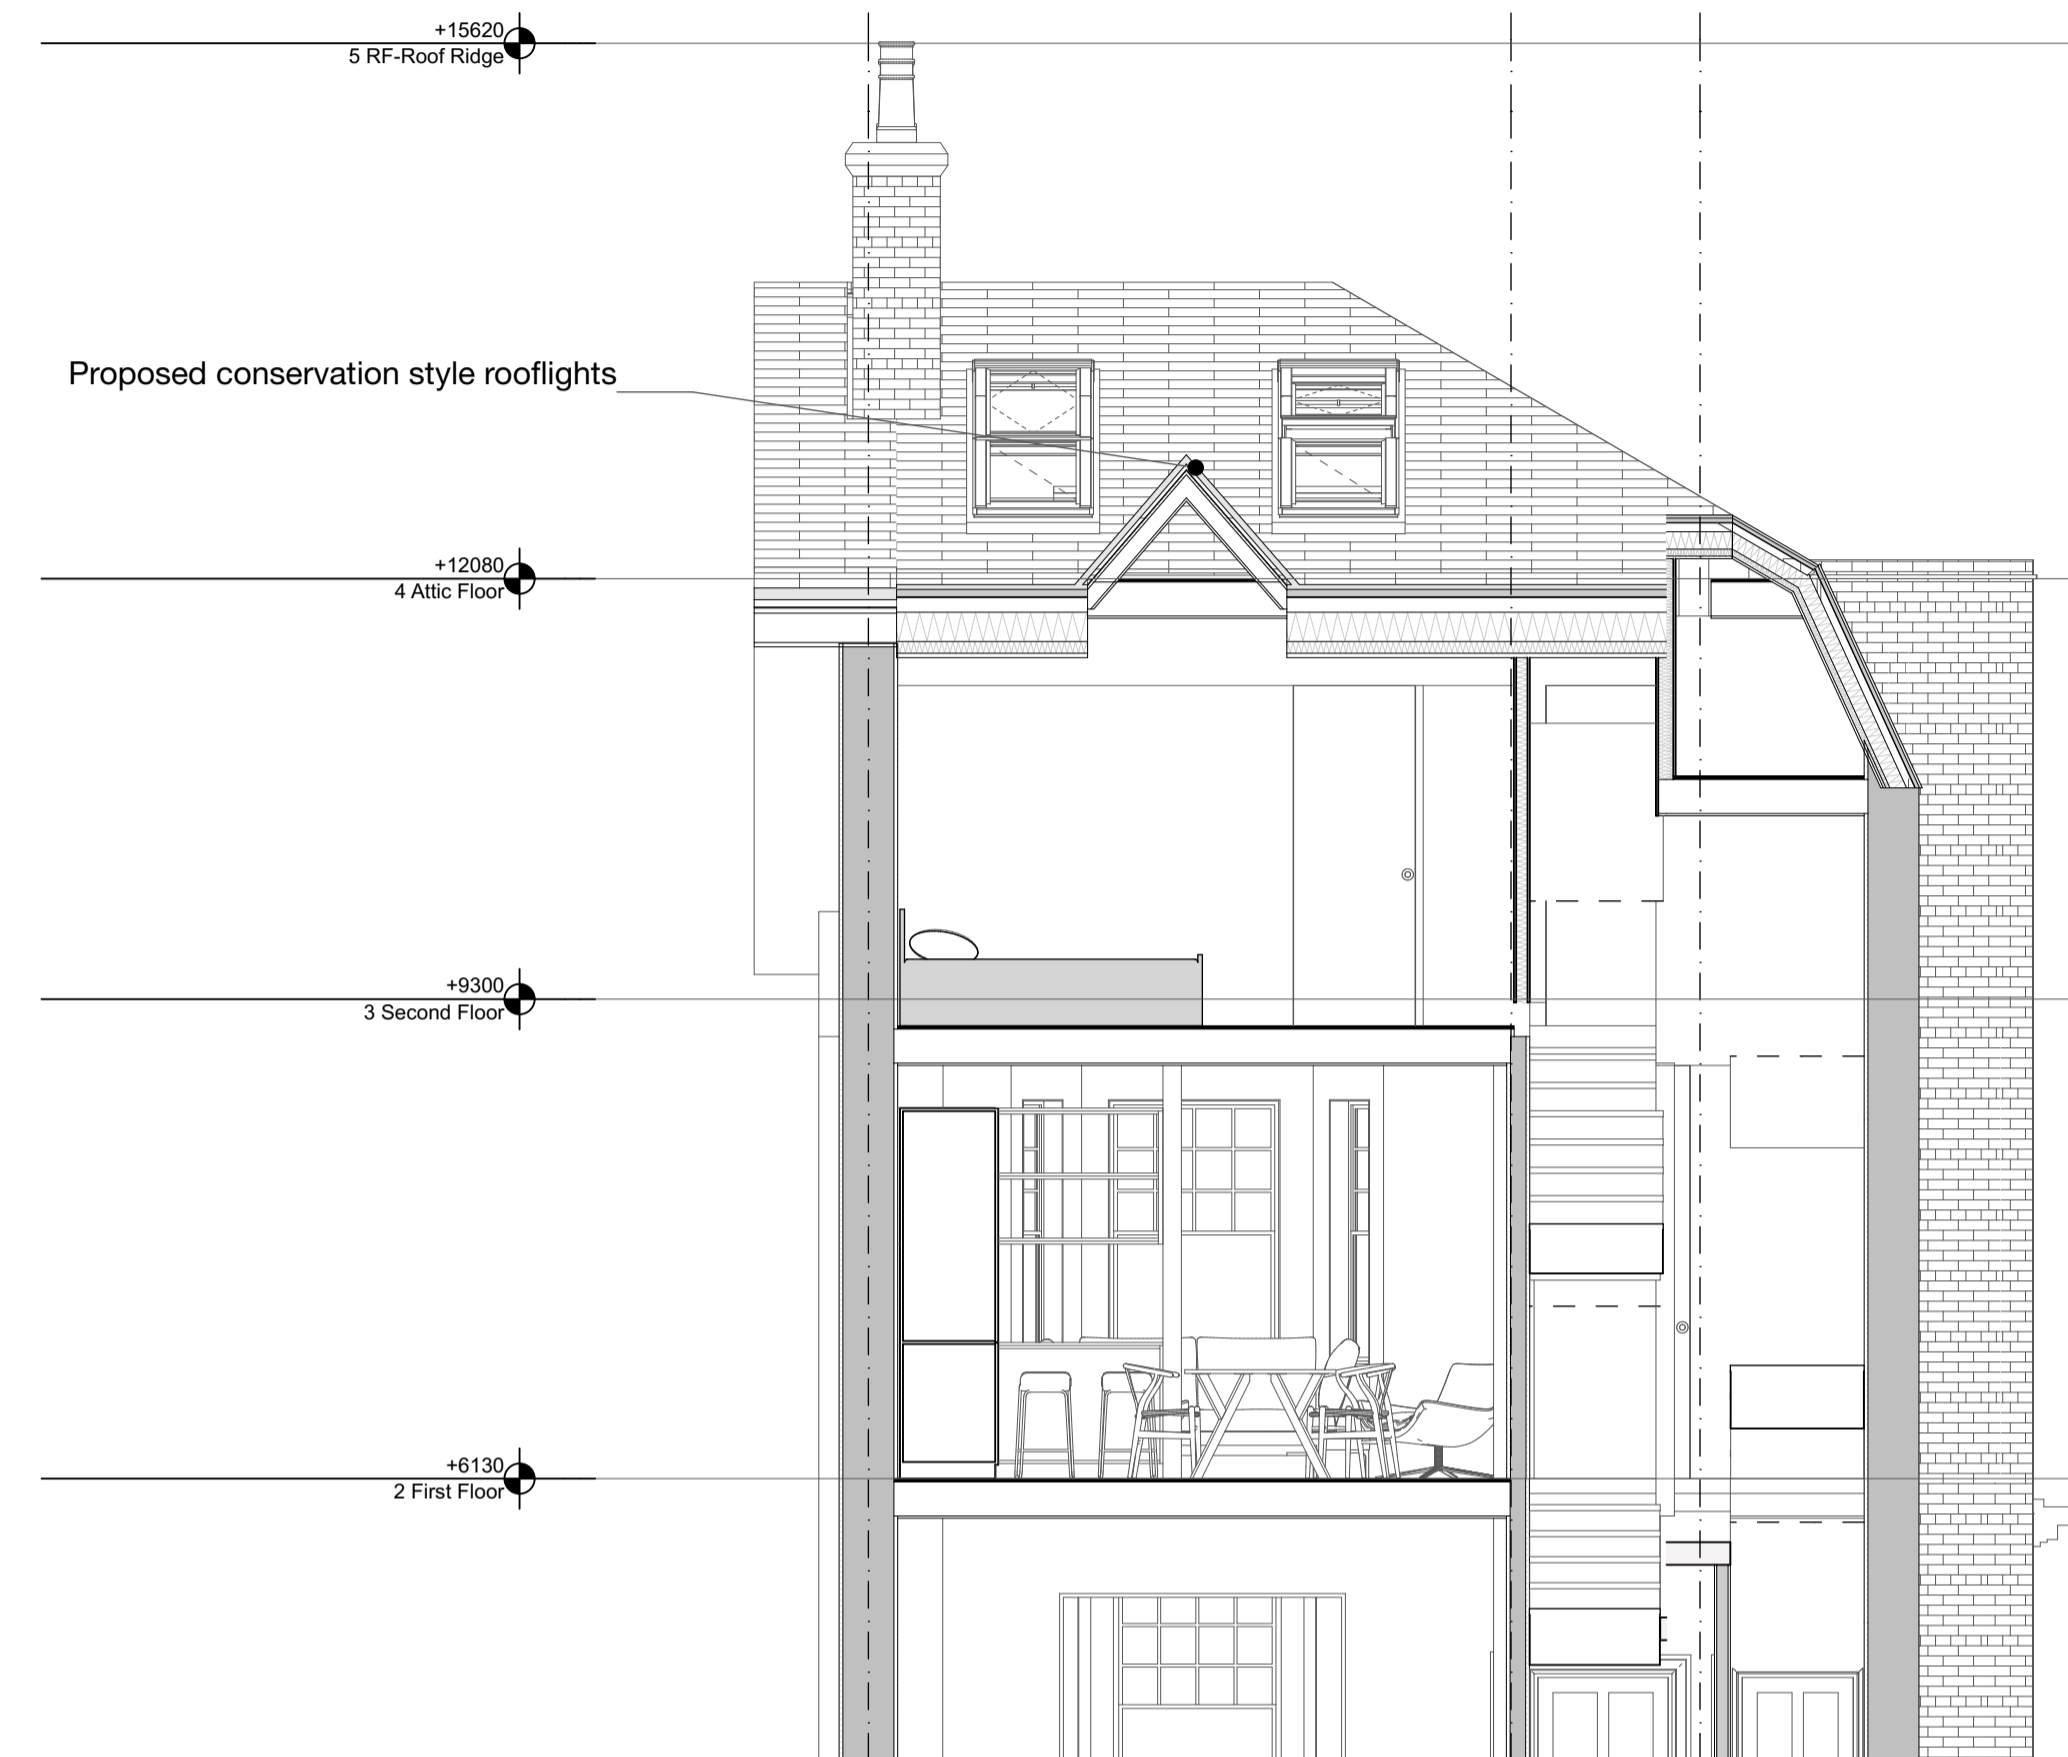 +15620
5 RF-Roof Ridge
Proposed conservation style rooflights
+12080
4 Attic Floor
+9300
3 Second Floor
+6130
2 First Floor